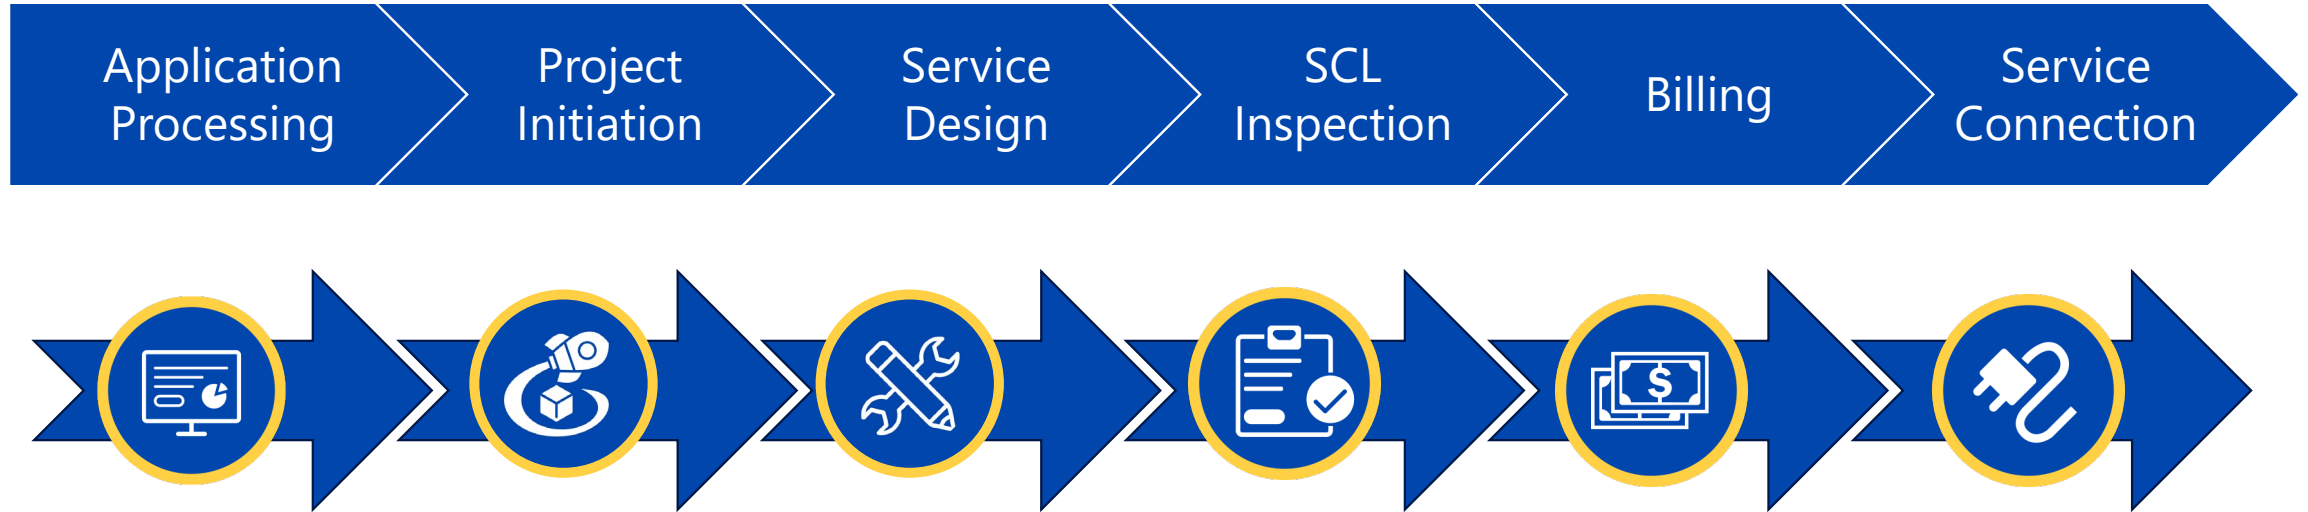 Application
Processing
Project
Initiation
Service
Design
SCL
Inspection
Billing
Service
Connection
$